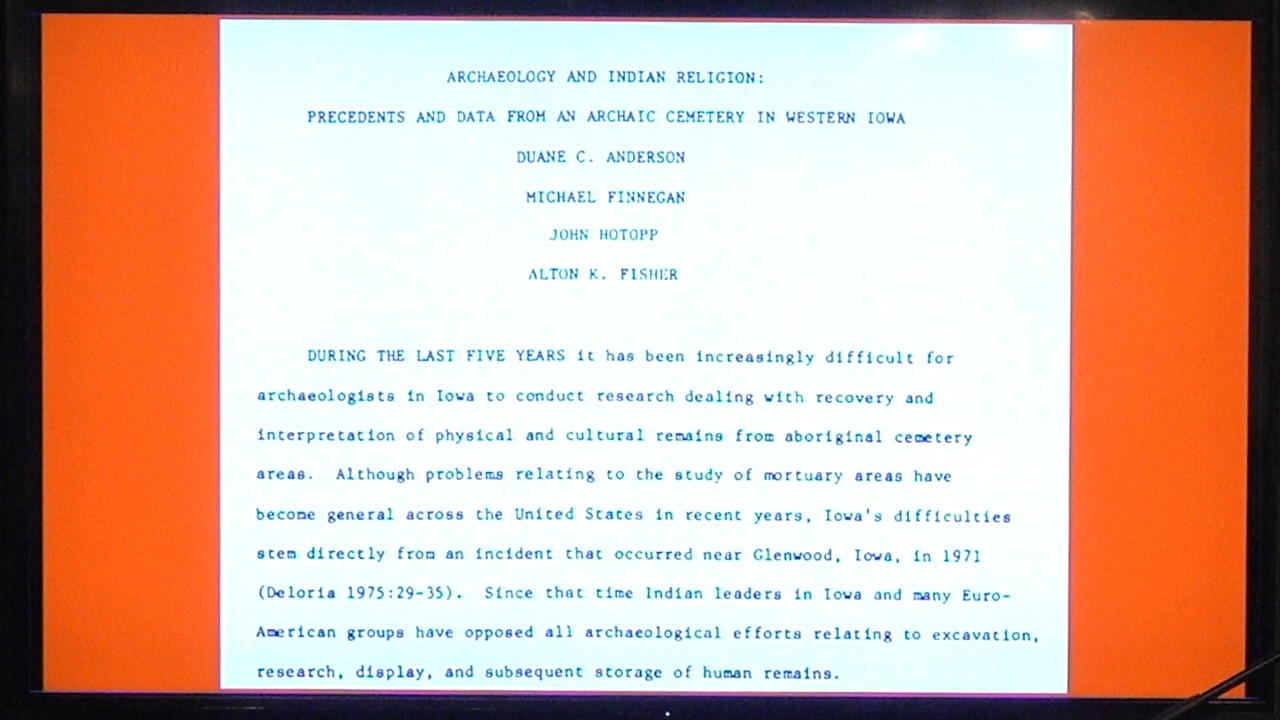 ARCHAEOLOGY AND INDIAN RELIGION:
PRECEDENTS AND DATA FROM AN ARCHAIC CEMETERY IN WESTERN IOWA
DUANE C. ANDERSON
MICHAEL FINNEGAN
JOHN HOTOPP
ALTON K. FISHER
DURING THE LAST FIVE YEARS it has been increasingly difficult for
archaeologists in Iowa to conduct research dealing with recovery and
interpretation of physical and cultural remains from aboriginal cemetery
areas. Although problems relating to the study of mortuary areas have
become general across the United States in recent years, Iowa's difficulties
stem directly from an incident that occurred near Glenwood, Iowa, in 1971
(Deloria 1975:29-35). Since that time Indian leaders in Iowa and many Euro-
American groups have opposed all archaeological efforts relating to excavation,
research, display, and subsequent storage of human remains.